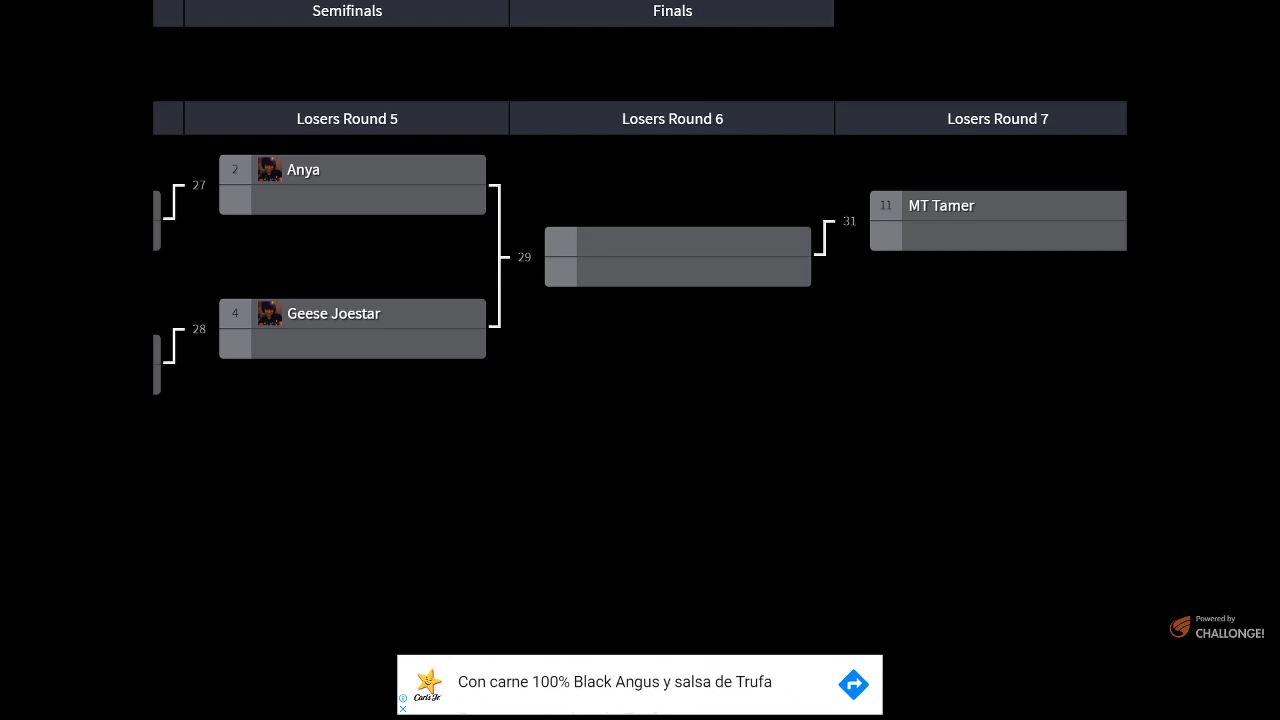 Semifinals
Finals
Losers Round 5
Losers Round 6
Losers Round 7
27
2
Anya
11
MT Tamer
31
29
4
Geese Joestar
28
Powered by
CHALLONGE!
Con carne 100% Black Angus y salsa de Trufa
Carl's Jr.